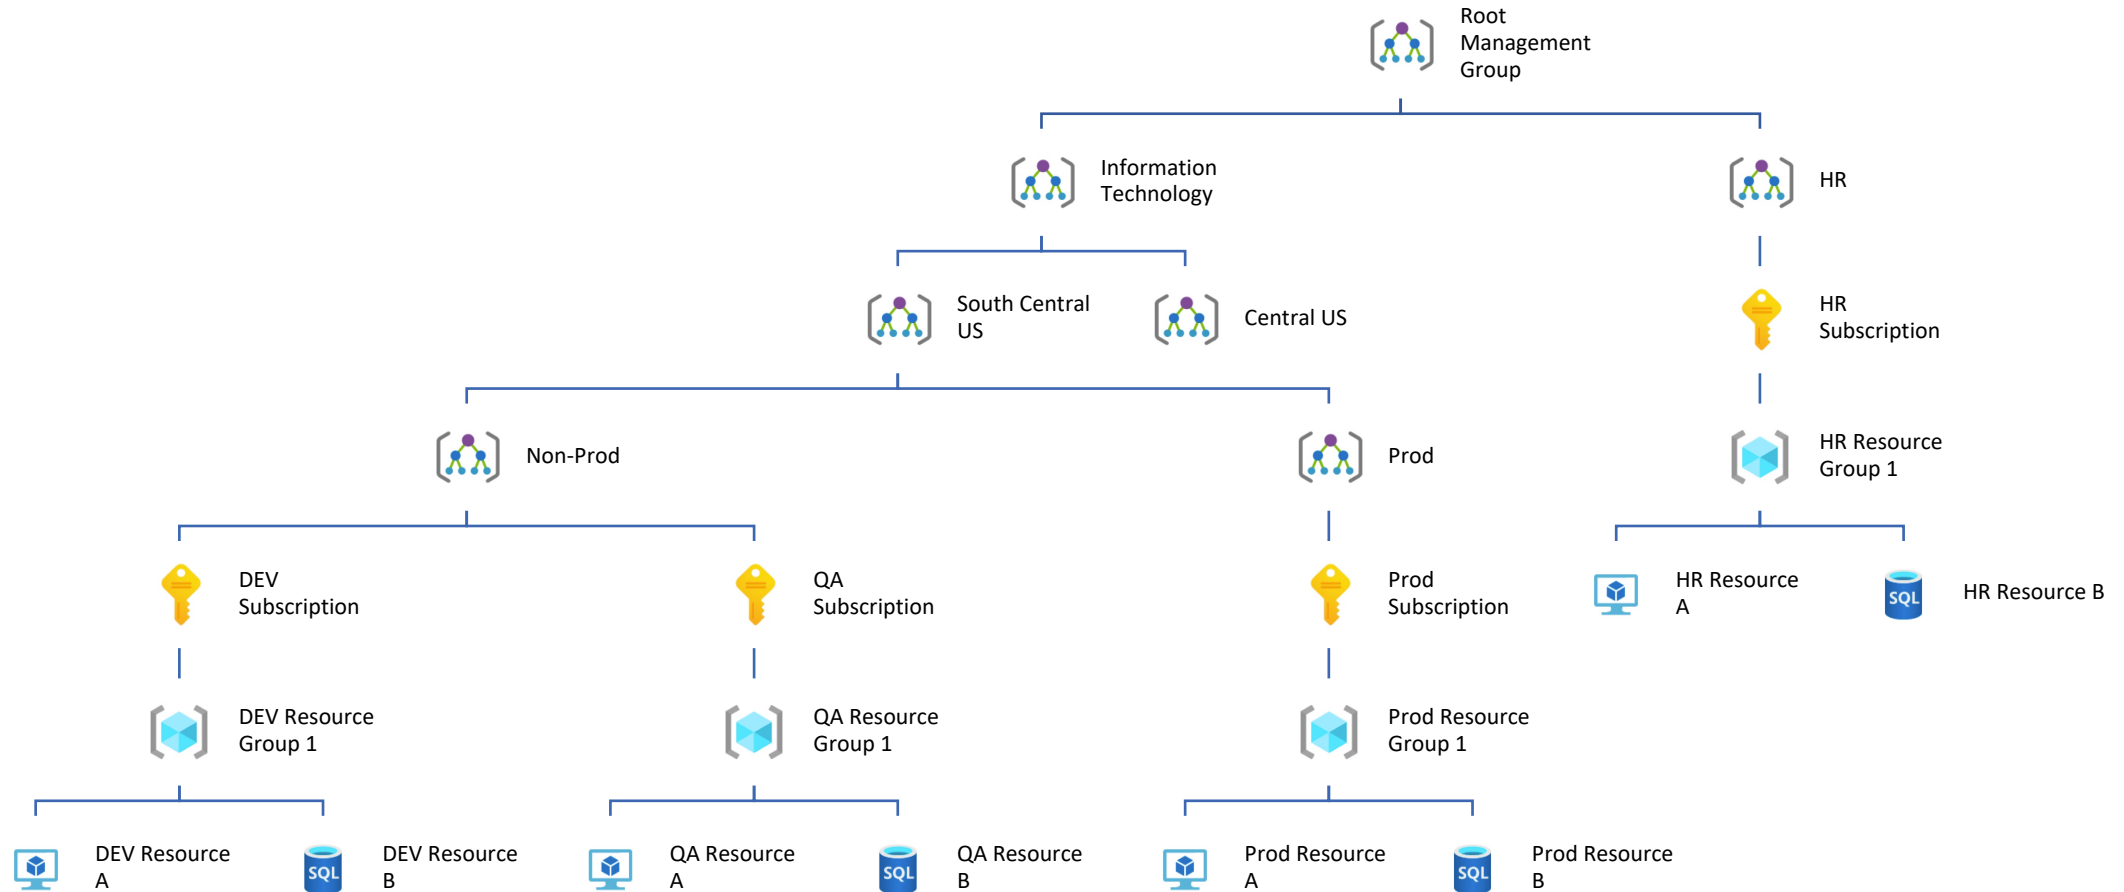 Root
Management
Group
Information
Technology
HR
South Central
US
Central US
HR
Subscription
Non-Prod
Prod
HR Resource
Group 1
DEV
Subscription
QA
Subscription
Prod
Subscription
HR Resource
A
SQL
HR Resource B
DEV Resource
Group 1
QA Resource
Group 1
Prod Resource
Group 1
DEV Resource
A
SQL
DEV Resource
B
QA Resource
A
SQL
QA Resource
B
Prod Resource
A
SQL
Prod Resource
B